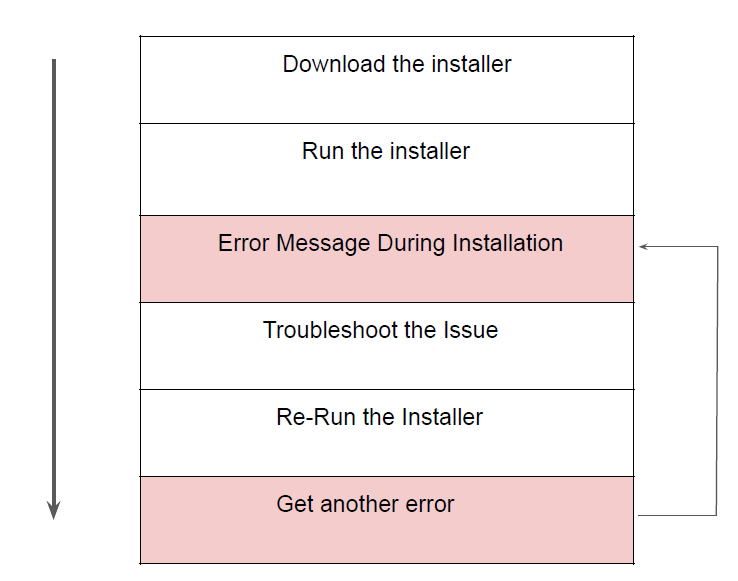 Download the installer
Run the installer
Error Message During Installation
Troubleshoot the Issue
Re-Run the Installer
Get another error